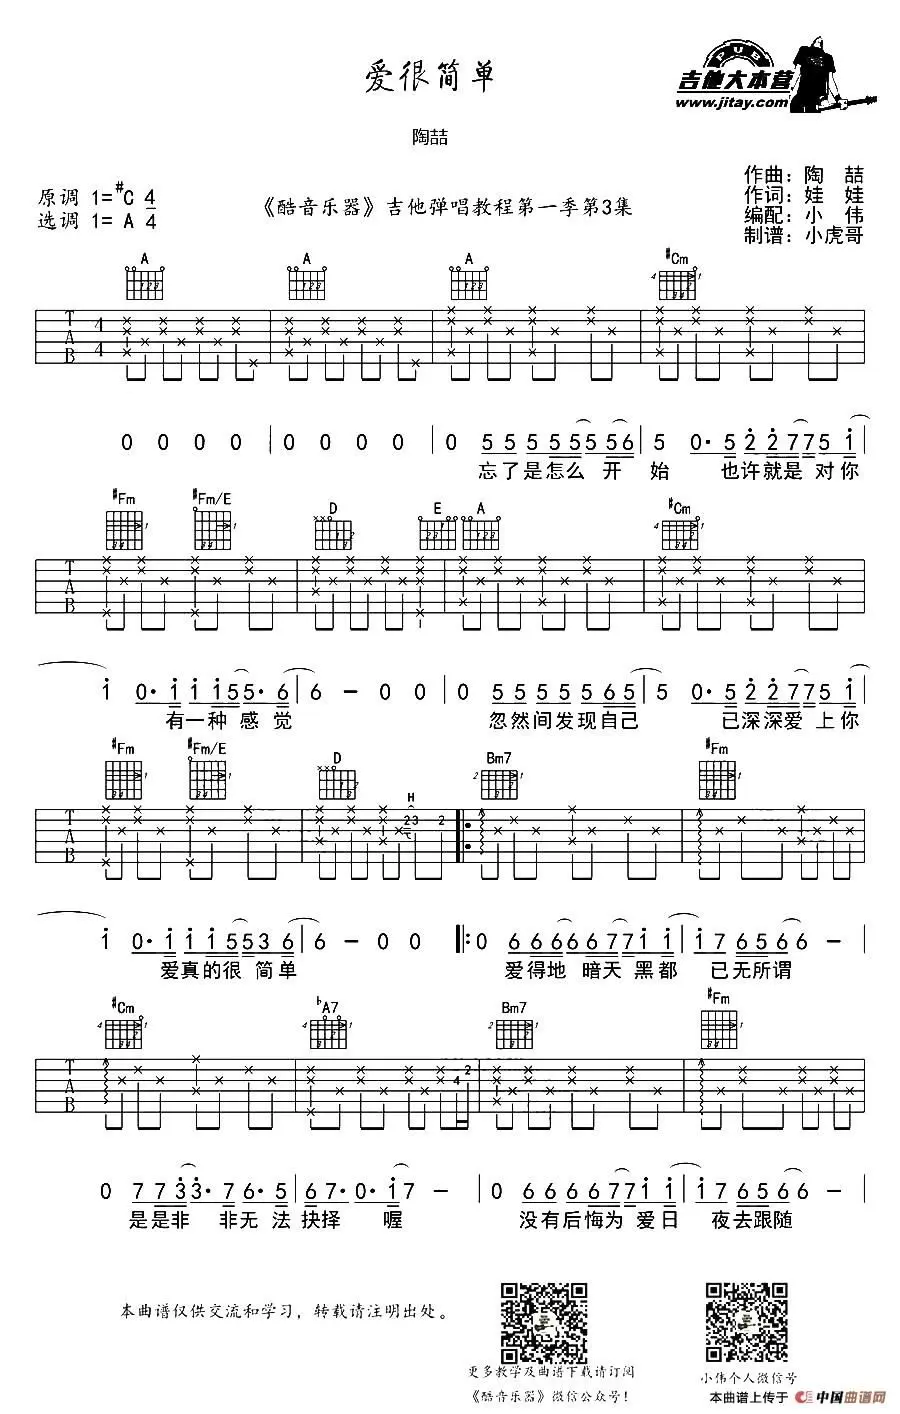 爱很简单
PUB
吉他大本营
www.jitay.com
陶喆
原调 1=#C 4/4
选调 1= A
《酷音乐器》吉他弹唱教程第一季第3集
作曲：陶 喆
作词：娃 娃
编配：小 伟
制谱：小虎哥
A A A #Cm
T A B 4 4
0 0 0 0 | 0 0 0 0 | 0 5 5 5 5 5 5 5 5 6 | 5 0· 5 2 2 7 7 5 1
忘了是怎么 开 始 也许就是 对你
#Fm #Fm/E D E A #Cm
T A B
1 0· 1 1 1 5 5· 6 | 6 － 0 0 | 0 5 5 5 5 5 6 5 | 5 0· 5 2 2 7 7 5 1
有一种 感觉 忽然间发现自己 已深深爱 上你
#Fm #Fm/E D Bm7 #Fm
H
T A B 2 3 2
1 0· 1 1 1 5 5 3 6 | 6 － 0 0 ‖: 0 6 6 6 6 6 7 7 1 1 | 1 7 6 5 6 6 －
爱真的很 简单 爱得地 暗天 黑都 已无所谓
#Cm bA7 Bm7 #Fm
T A B 4 2
0 7 7 3 3· 7 6· 5 | 6 7· 0· 1 7 － | 0 6 6 6 6 7 7 1 1 | 1 7 6 5 6 6 －
是是非 非无 法 抉择 喔 没有后悔为 爱日 夜去跟随
本曲谱仅供交流和学习，转载请注明出处。
更多教学及曲谱下载请订阅
《酷音乐器》微信公众号！
小伟个人微信号
本曲谱上传于 中国曲谱网